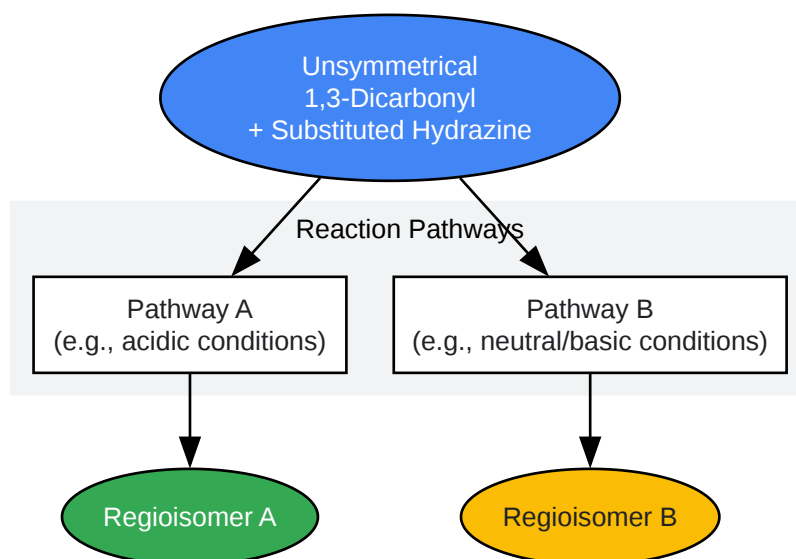 Unsymmetrical
1,3-Dicarbonyl
+ Substituted Hydrazine
Reaction Pathways
Pathway A
(e.g., acidic conditions)
Pathway B
(e.g., neutral/basic conditions)
Regioisomer A
Regioisomer B